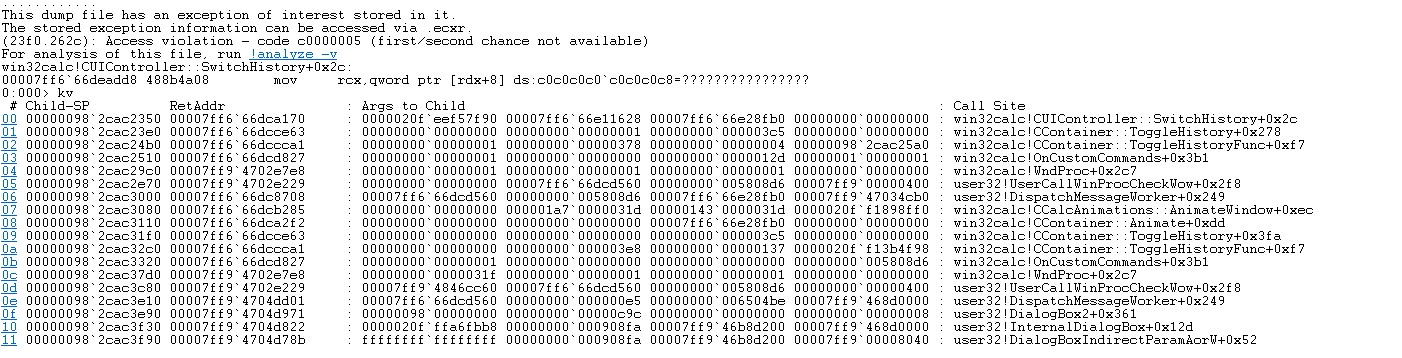 ............
This dump file has an exception of interest stored in it.
The stored exception information can be accessed via .ecxr.
(23f0.262c): Access violation - code c0000005 (first/second chance not available)
For analysis of this file, run !analyze -v
win32calc!CUIController::SwitchHistory+0x2c:
00007ff6`66deadd8 488b4a08 mov rcx,qword ptr [rdx+8] ds:c0c0c0c0`c0c0c0c8=????????????????
0:000> kv
# Child-SP RetAddr : Args to Child : Call Site
00 00000098`2cac2350 00007ff6`66dca170 : 0000020f`eef57f90 00007ff6`66e11628 00007ff6`66e28fb0 00000000`00000000 : win32calc!CUIController::SwitchHistory+0x2c
01 00000098`2cac23e0 00007ff6`66dcce63 : 00000000`00000000 00000000`00000001 00000000`00000000 00000000`000003c5 : win32calc!CContainer::ToggleHistory+0x278
02 00000098`2cac24b0 00007ff6`66dccca1 : 00000000`00000001 00000000`00000378 00000000`00000004 00000098`2cac25a0 : win32calc!CContainer::ToggleHistoryFunc+0xf7
03 00000098`2cac2510 00007ff6`66dcd827 : 00000000`00000001 00000000`00000000 00000000`0000012d 00000001`00000001 : win32calc!OnCustomCommands+0x3b1
04 00000098`2cac29c0 00007ff9`4702e7e8 : 00000000`00000000 00000000`00000001 00000000`00000001 00000000`00000000 : win32calc!WndProc+0x2c7
05 00000098`2cac2e70 00007ff9`4702e229 : 00000000`00000000 00007ff6`66dcd560 00000000`005808d6 00007ff9`00000400 : user32!UserCallWinProcCheckWow+0x2f8
06 00000098`2cac3000 00007ff6`66dc8708 : 00007ff6`66dcd560 00000000`005808d6 00007ff6`66e28fb0 00007ff9`47034cb0 : user32!DispatchMessageWorker+0x249
07 00000098`2cac3080 00007ff6`66dcb285 : 00000000`00000000 000001a7`0000031d 00000143`0000031d 0000020f`f1898ff0 : win32calc!CCalcAnimations::AnimateWindow+0xec
08 00000098`2cac3110 00007ff6`66dca2f2 : 00000000`00000000 00000000`00000000 00007ff6`66e28fb0 00000000`00000000 : win32calc!CContainer::Animate+0xdd
09 00000098`2cac31f0 00007ff6`66dcce63 : 00000000`00000000 00000000`00000000 00000000`000003c5 00000000`00000000 : win32calc!CContainer::ToggleHistory+0x3fa
0a 00000098`2cac32c0 00007ff6`66dccca1 : 00000000`00000001 00000000`000003e8 00000000`00000137 0000020f`f13b4f98 : win32calc!CContainer::ToggleHistoryFunc+0xf7
0b 00000098`2cac3320 00007ff6`66dcd827 : 00000000`00000001 00000000`00000000 00000000`00000000 00000000`005808d6 : win32calc!OnCustomCommands+0x3b1
0c 00000098`2cac37d0 00007ff9`4702e7e8 : 00000000`0000031f 00000000`00000001 00000000`00000001 00000000`00000000 : win32calc!WndProc+0x2c7
0d 00000098`2cac3c80 00007ff9`4702e229 : 00007ff9`4846cc60 00007ff6`66dcd560 00000000`005808d6 00000000`00000400 : user32!UserCallWinProcCheckWow+0x2f8
0e 00000098`2cac3e10 00007ff9`4704dd01 : 00007ff6`66dcd560 00000000`000000e5 00000000`006504be 00007ff9`468d0000 : user32!DispatchMessageWorker+0x249
0f 00000098`2cac3e90 00007ff9`4704d971 : 00000098`00000000 00000000`0000c9c 00000000`00000000 00000000`00000008 : user32!DialogBox2+0x361
10 00000098`2cac3f30 00007ff9`4704d822 : 0000020f`ffa6fbb8 00000000`000908fa 00007ff9`46b8d200 00007ff9`468d0000 : user32!InternalDialogBox+0x12d
11 00000098`2cac3f90 00007ff9`4704d78b : ffffffff`ffffffff 00000000`000908fa 00007ff9`46b8d200 00007ff9`00008040 : user32!DialogBoxIndirectParamAorW+0x52